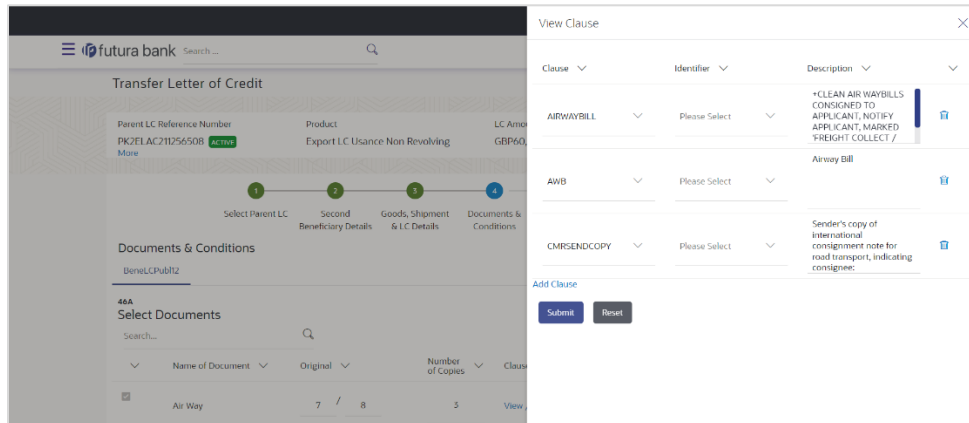 futura bank Search ...
Transfer Letter of Credit
Parent LC Reference Number Product LC Amou
PK2ELAC211256508 ACTIVE Export LC Usance Non Revolving GBP60,
More
1 2 3 4
Select Parent LC Second Beneficiary Details Goods, Shipment & LC Details Documents & Conditions
Documents & Conditions
BeneLCPubl12
46A
Select Documents
Search...
Name of Document Original Number of Copies Claus
Air Way 7 / 8 3 View /
View Clause
Clause Identifier Description
AIRWAYBILL Please Select
+CLEAN AIR WAYBILLS
CONSIGNED TO
APPLICANT, NOTIFY
APPLICANT, MARKED
'FREIGHT COLLECT /
AWB Please Select Airway Bill
CMRSENDCOPY Please Select
Sender's copy of
international
consignment note for
road transport, indicating
consignee:
Add Clause
Submit Reset